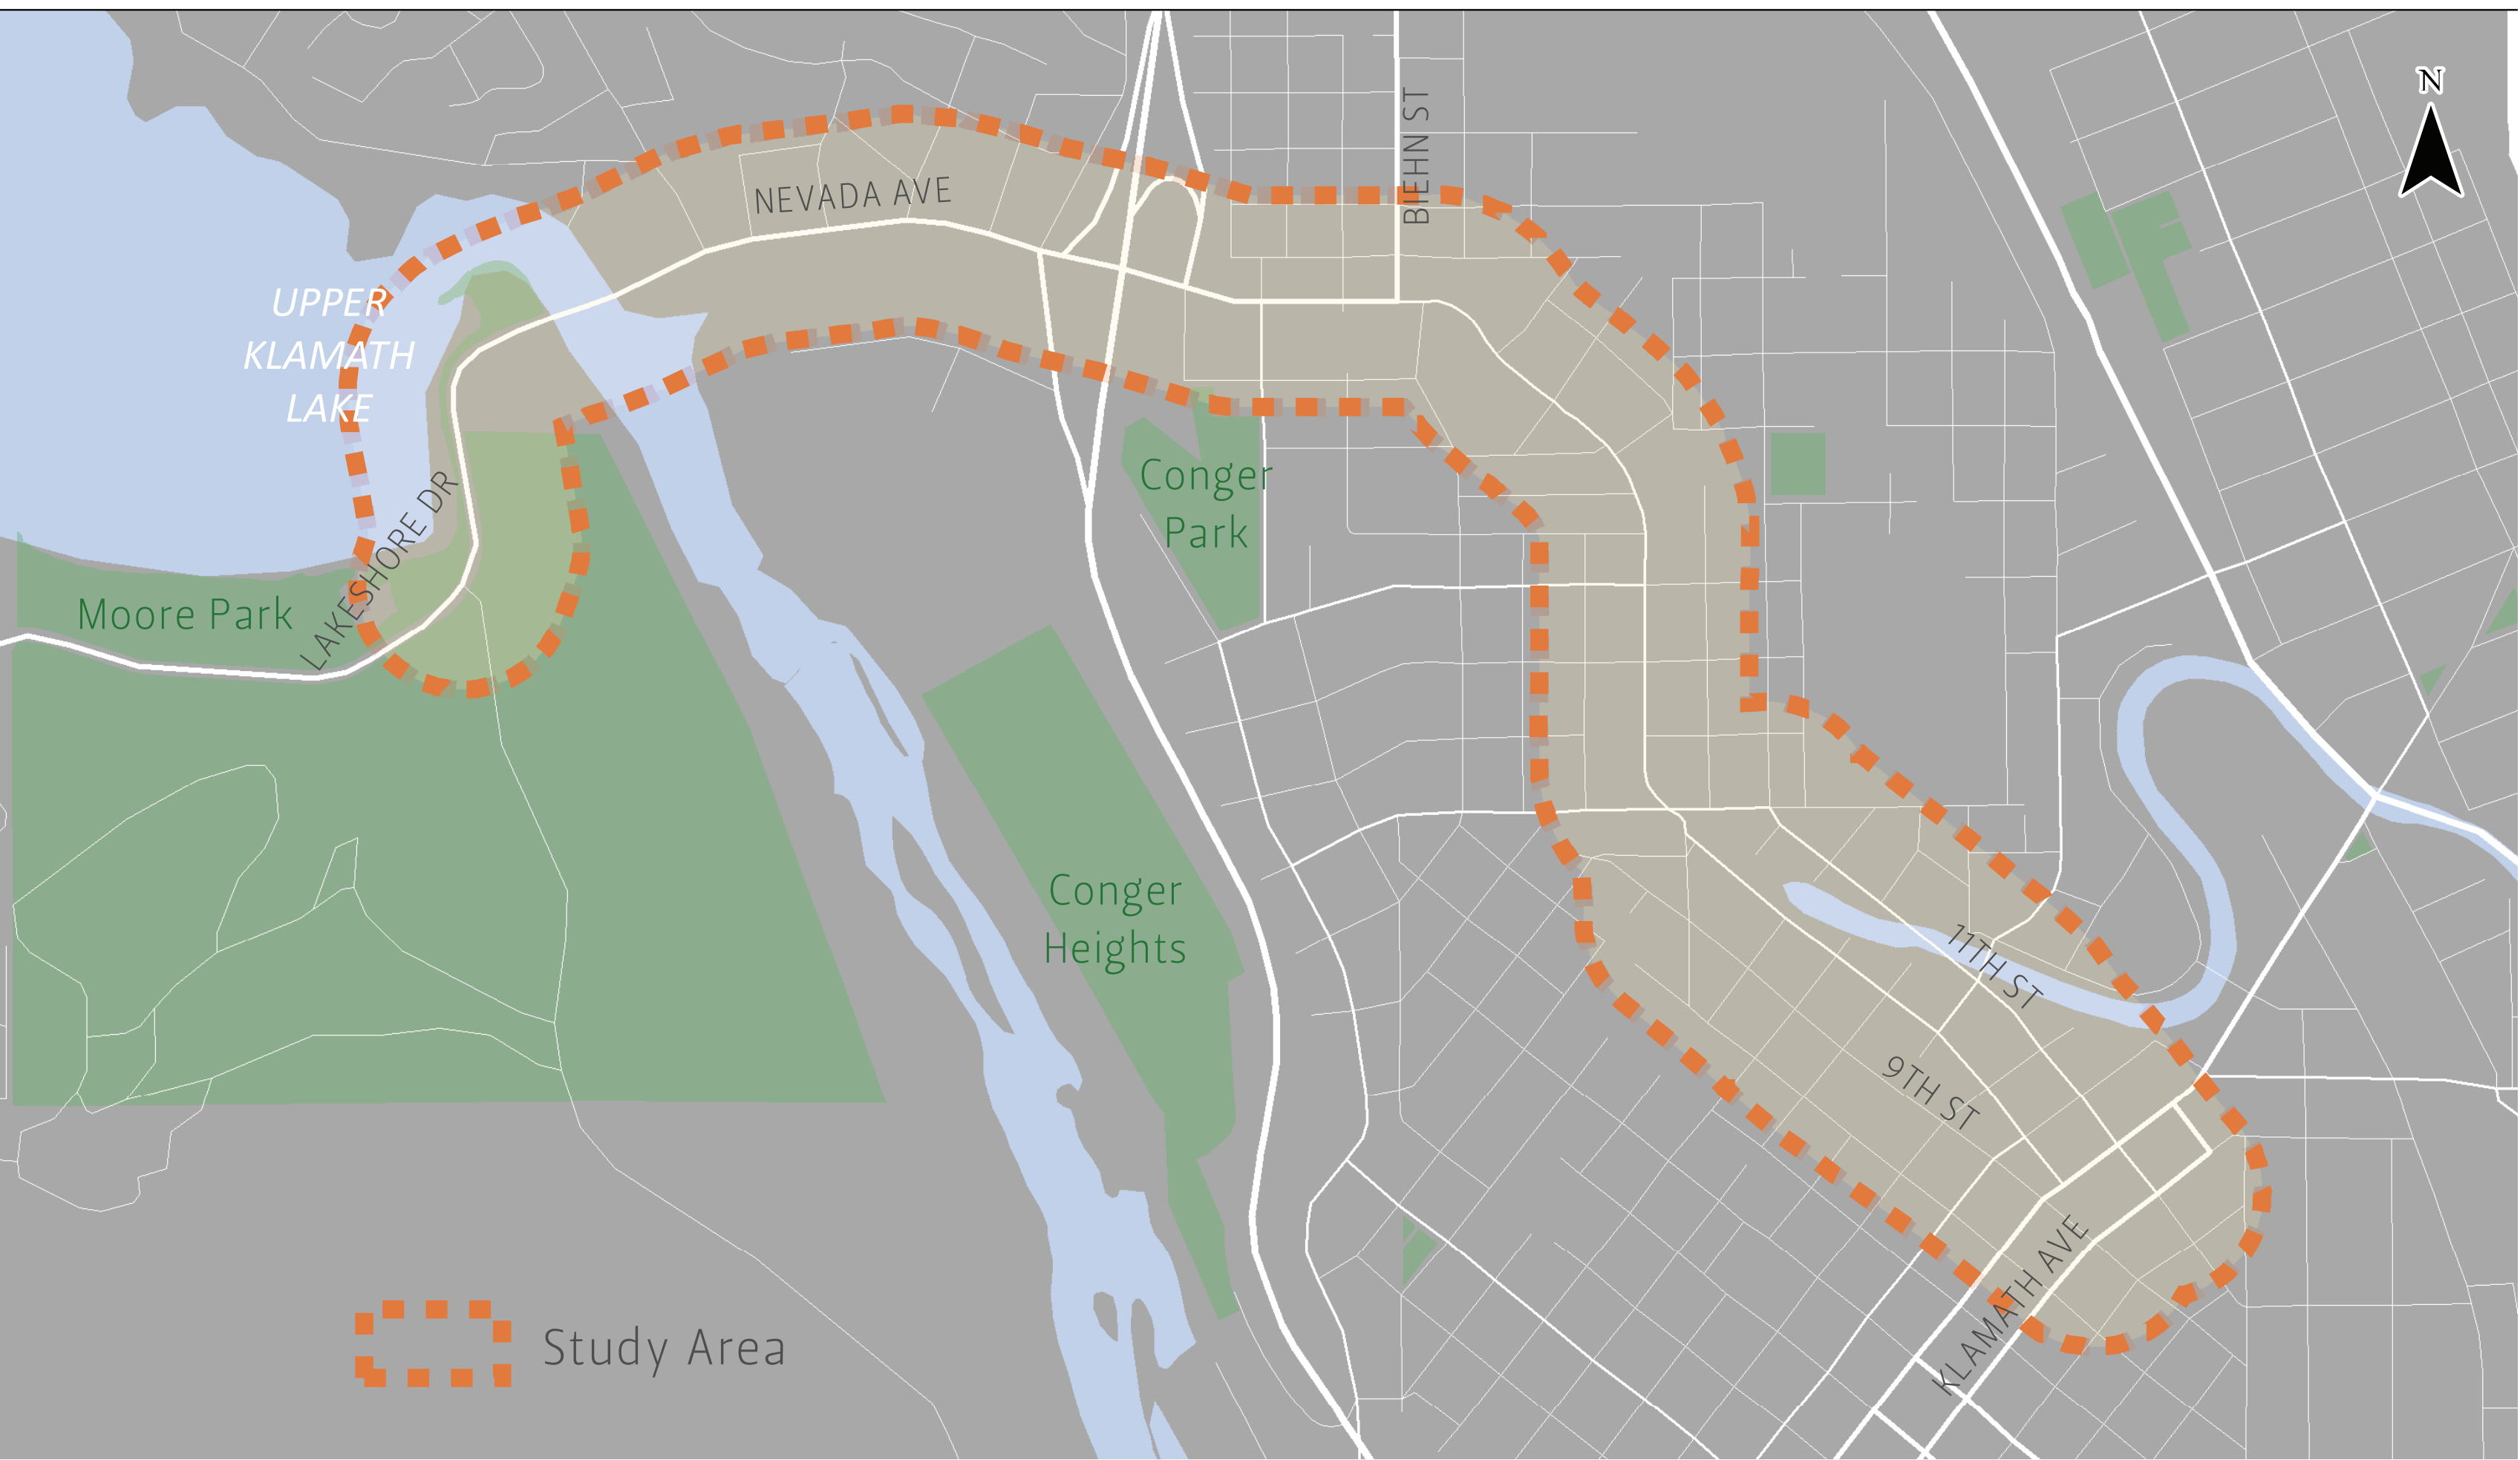 N
BIEHN ST
NEVADA AVE
UPPER
KLAMATH
LAKE
Conger
Park
LAKESHORE DR
Moore Park
Conger
Heights
11TH ST
9TH ST
KLAMATH AVE
Study Area